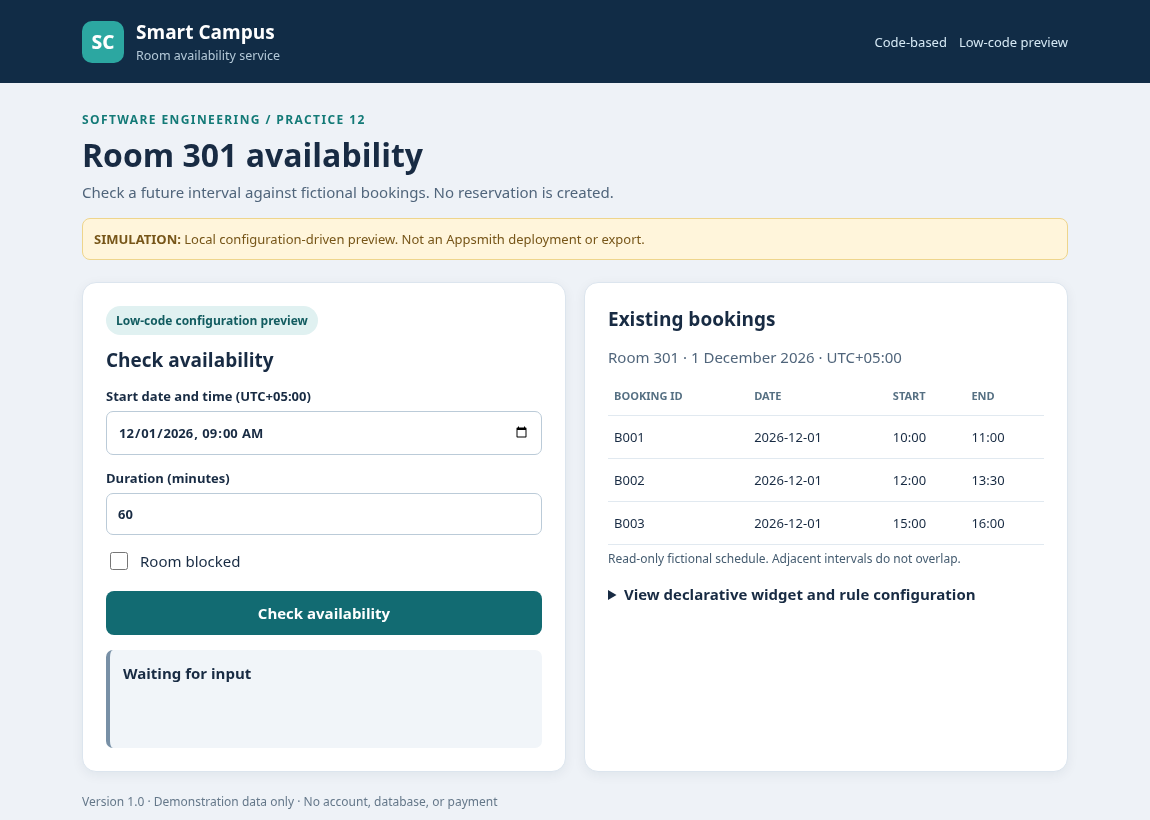 SC
Smart Campus
Room availability service
Code-based Low-code preview
SOFTWARE ENGINEERING / PRACTICE 12
Room 301 availability
Check a future interval against fictional bookings. No reservation is created.
SIMULATION: Local configuration-driven preview. Not an Appsmith deployment or export.
Low-code configuration preview
Check availability
Start date and time (UTC+05:00)
12/01/2026, 09:00 AM
Duration (minutes)
60
Room blocked
Check availability
Waiting for input
Existing bookings
Room 301 · 1 December 2026 · UTC+05:00
BOOKING ID DATE START END
B001 2026-12-01 10:00 11:00
B002 2026-12-01 12:00 13:30
B003 2026-12-01 15:00 16:00
Read-only fictional schedule. Adjacent intervals do not overlap.
View declarative widget and rule configuration
Version 1.0 · Demonstration data only · No account, database, or payment